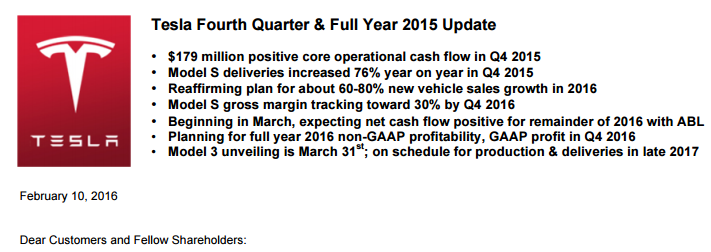 TESLA
Tesla Fourth Quarter & Full Year 2015 Update
• $179 million positive core operational cash flow in Q4 2015
• Model S deliveries increased 76% year on year in Q4 2015
• Reaffirming plan for about 60-80% new vehicle sales growth in 2016
• Model S gross margin tracking toward 30% by Q4 2016
• Beginning in March, expecting net cash flow positive for remainder of 2016 with ABL
• Planning for full year 2016 non-GAAP profitability, GAAP profit in Q4 2016
• Model 3 unveiling is March 31st; on schedule for production & deliveries in late 2017
February 10, 2016
Dear Customers and Fellow Shareholders: